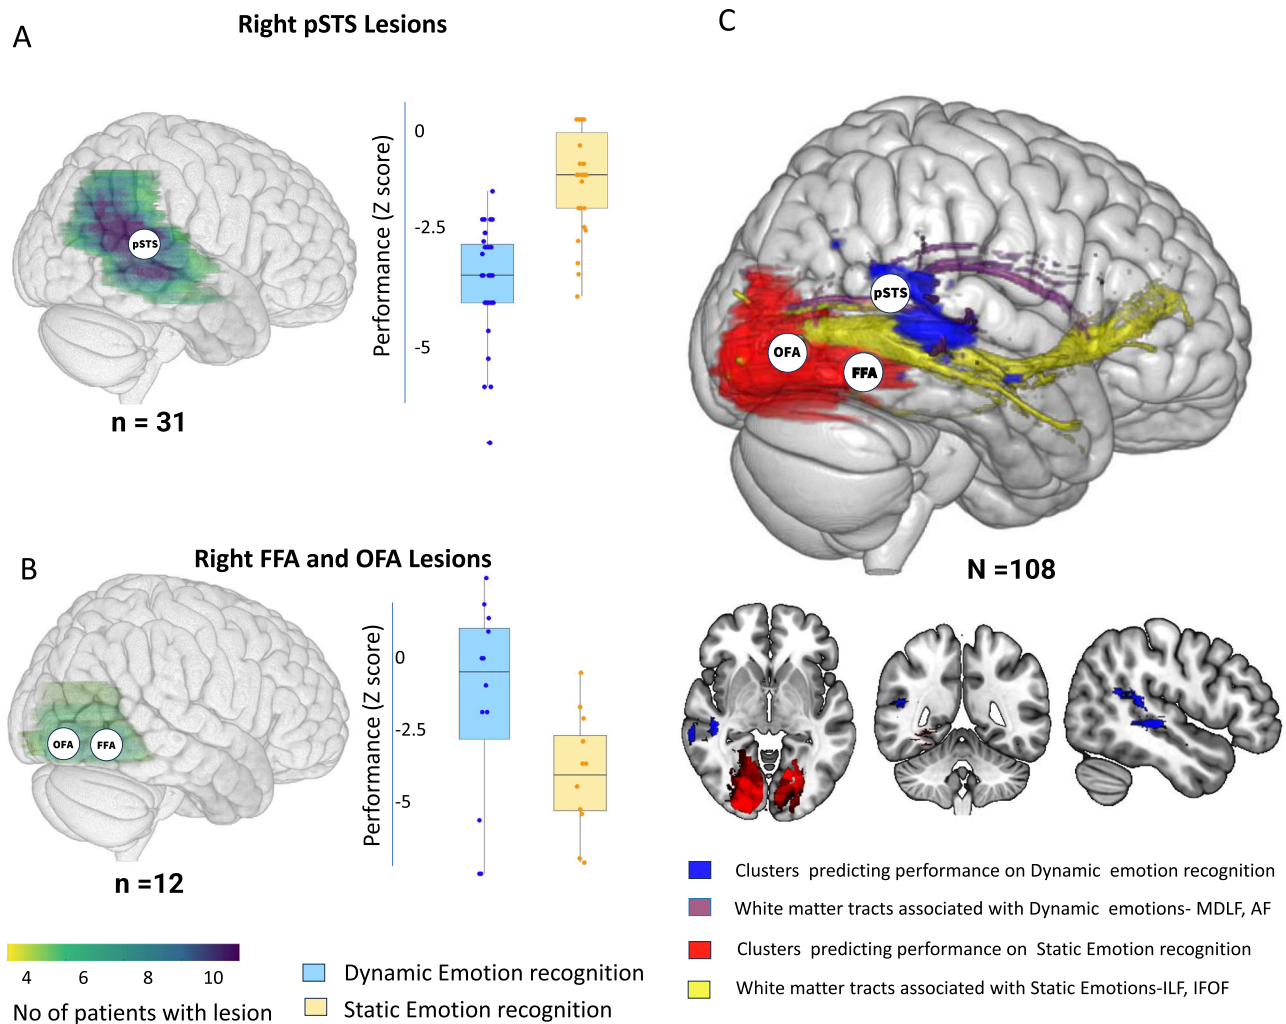 A
Right pSTS Lesions
pSTS
n = 31
Performance (Z score)
0
-2.5
-5
B
Right FFA and OFA Lesions
OFA
FFA
n =12
Performance (Z score)
0
-2.5
-5
4 6 8 10
No of patients with lesion
Dynamic Emotion recognition
Static Emotion recognition
C
pSTS
OFA
FFA
N =108
Clusters predicting performance on Dynamic emotion recognition
White matter tracts associated with Dynamic emotions- MDLF, AF
Clusters predicting performance on Static Emotion recognition
White matter tracts associated with Static Emotions-ILF, IFOF